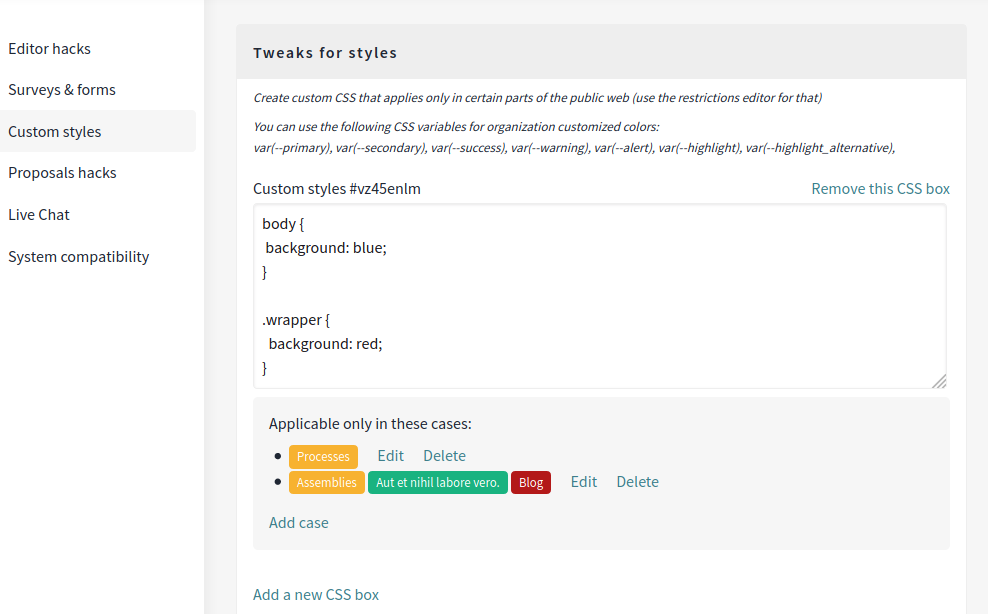 Editor hacks
Surveys & forms
Custom styles
Proposals hacks
Live Chat
System compatibility
Tweaks for styles
Create custom CSS that applies only in certain parts of the public web (use the restrictions editor for that)
You can use the following CSS variables for organization customized colors:
var(--primary), var(--secondary), var(--success), var(--warning), var(--alert), var(--highlight), var(--highlight_alternative),
Custom styles #vz45enlm
Remove this CSS box
body {
background: blue;
}
.wrapper {
background: red;
}
Applicable only in these cases:
Processes Edit Delete
Assemblies Aut et nihil labore vero. Blog Edit Delete
Add case
Add a new CSS box